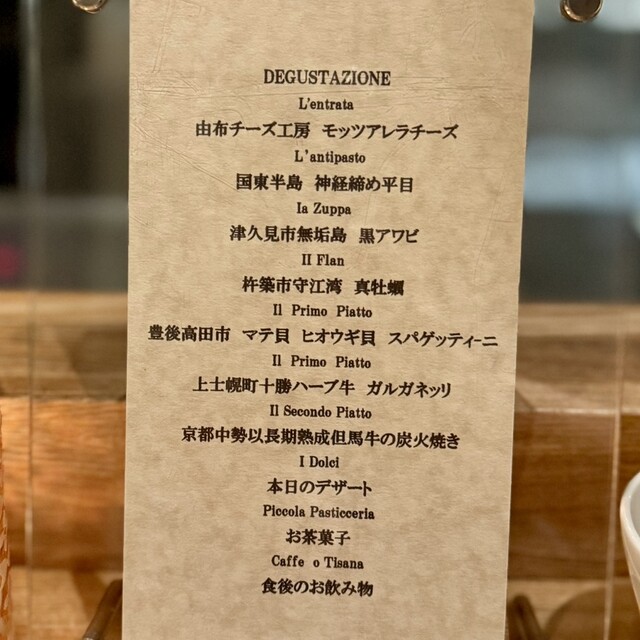 DEGUSTAZIONE
L'entrata
由布チーズ工房 モッツアレラチーズ
L'antipasto
国東半島 神経締め平目
Ia Zuppa
津久見市無垢島 黒アワビ
II Flan
杵築市守江湾 真牡蠣
Il Primo Piatto
豊後高田市 マテ貝 ヒオウギ貝 スパゲッティーニ
Il Primo Piatto
上士幌町十勝ハーブ牛 ガルガネッリ
Il Secondo Piatto
京都中勢以長期熟成但馬牛の炭火焼き
I Dolci
本日のデザート
Piccola Pasticceria
お茶菓子
Caffe o Tisana
食後のお飲み物